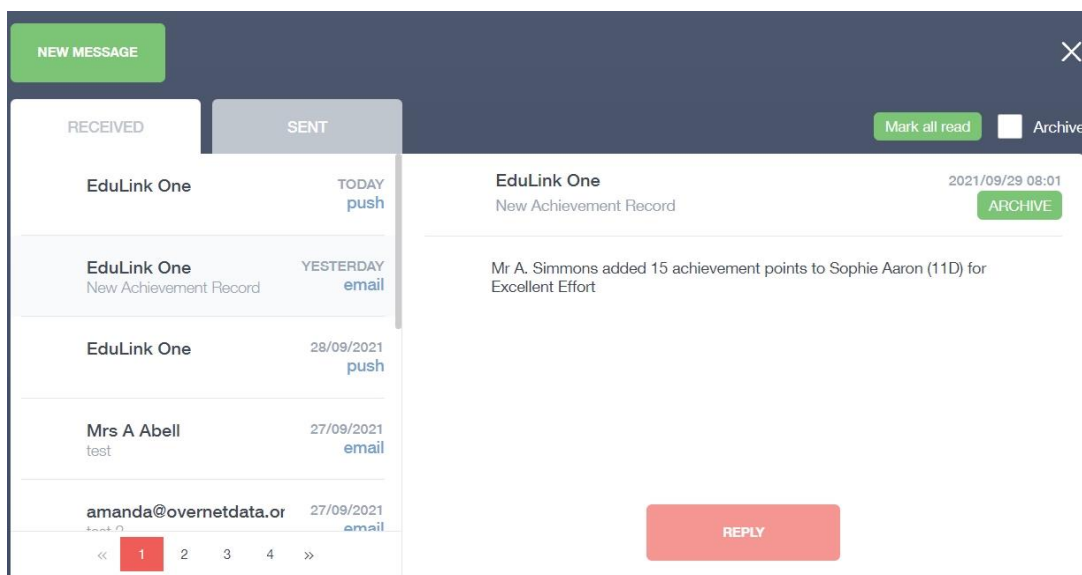 NEW MESSAGE
RECEIVED
SENT
Mark all read
Archive
EduLink One
TODAY
push
EduLink One
YESTERDAY
New Achievement Record
email
EduLink One
28/09/2021
push
Mrs A Abell
27/09/2021
test
email
amanda@overnetdata.or
27/09/2021
test 2
email
« 1 2 3 4 »
EduLink One
2021/09/29 08:01
New Achievement Record
ARCHIVE
Mr A. Simmons added 15 achievement points to Sophie Aaron (11D) for
Excellent Effort
REPLY